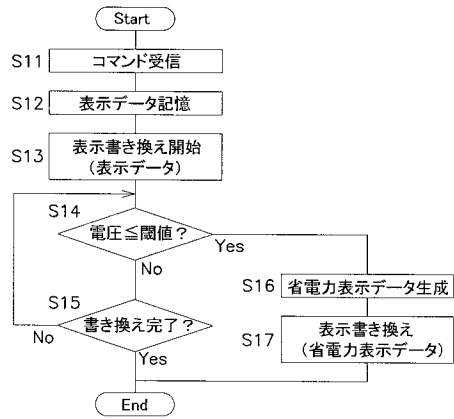 Start
S11 コマンド受信
S12 表示データ記憶
S13 表示書き換え開始
(表示データ)
S14
電圧≦閾値？
Yes
No
S16 省電力表示データ生成
S15
書き換え完了？
No
Yes
S17 表示書き換え
(省電力表示データ)
End